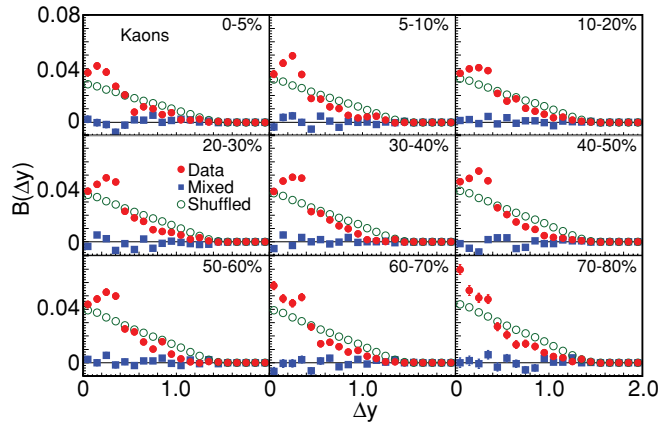 Kaons 0-5% 5-10% 10-20%
0.08
0.04
0
20-30% 30-40% 40-50%
Data
Mixed
Shuffled
B(Δy)
0.04
0
50-60% 60-70% 70-80%
0.04
0
0 1.0 0 1.0 0 1.0 2.0
Δy Δy